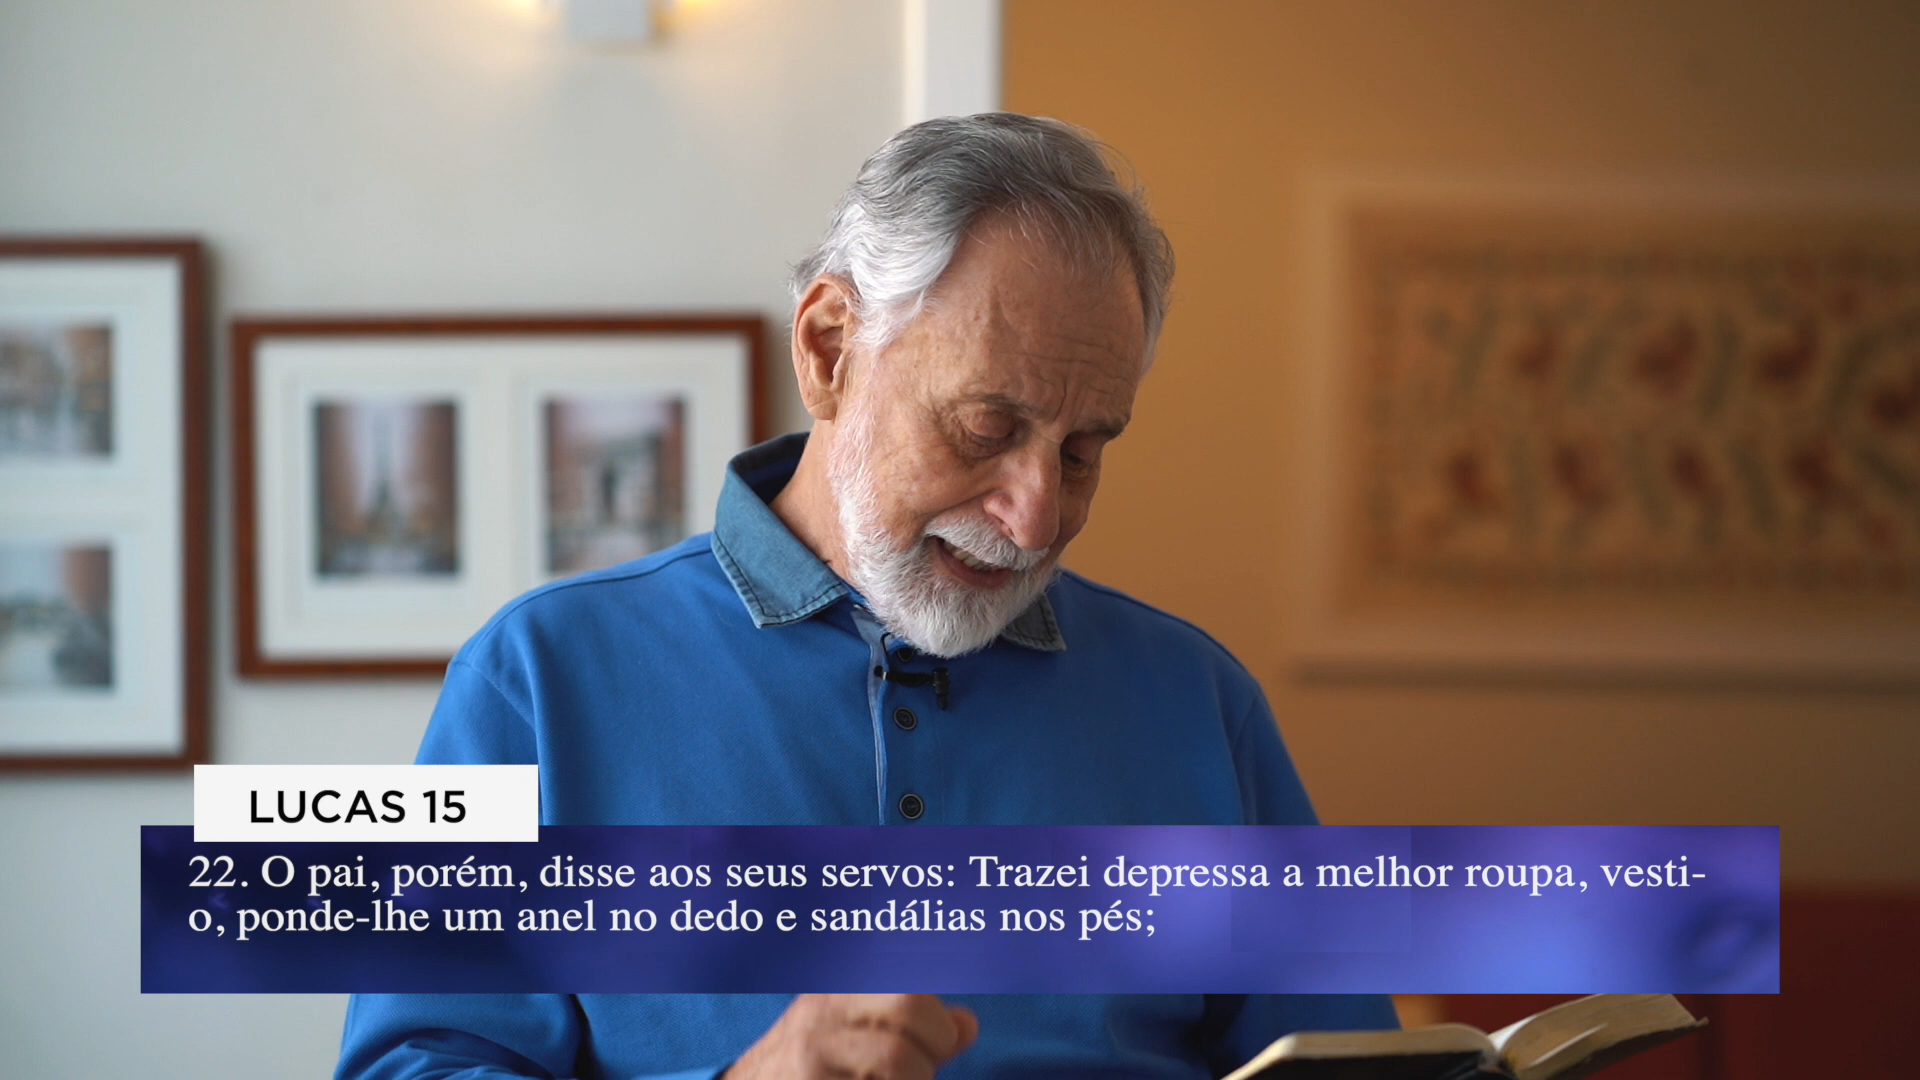 LUCAS 15
22. O pai, porém, disse aos seus servos: Trazei depressa a melhor roupa, vesti-
o, ponde-lhe um anel no dedo e sandálias nos pés;